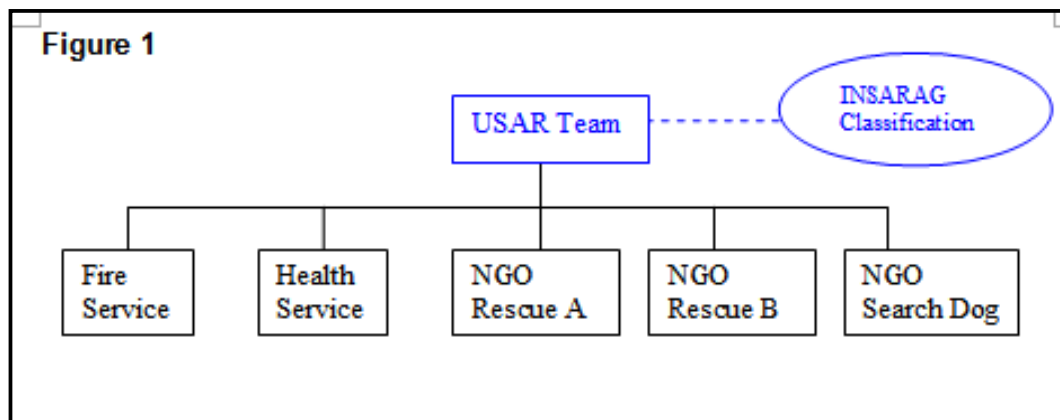 Figure 1
INSARAG
Classification
USAR Team
Fire
Service
Health
Service
NGO
Rescue A
NGO
Rescue B
NGO
Search Dog